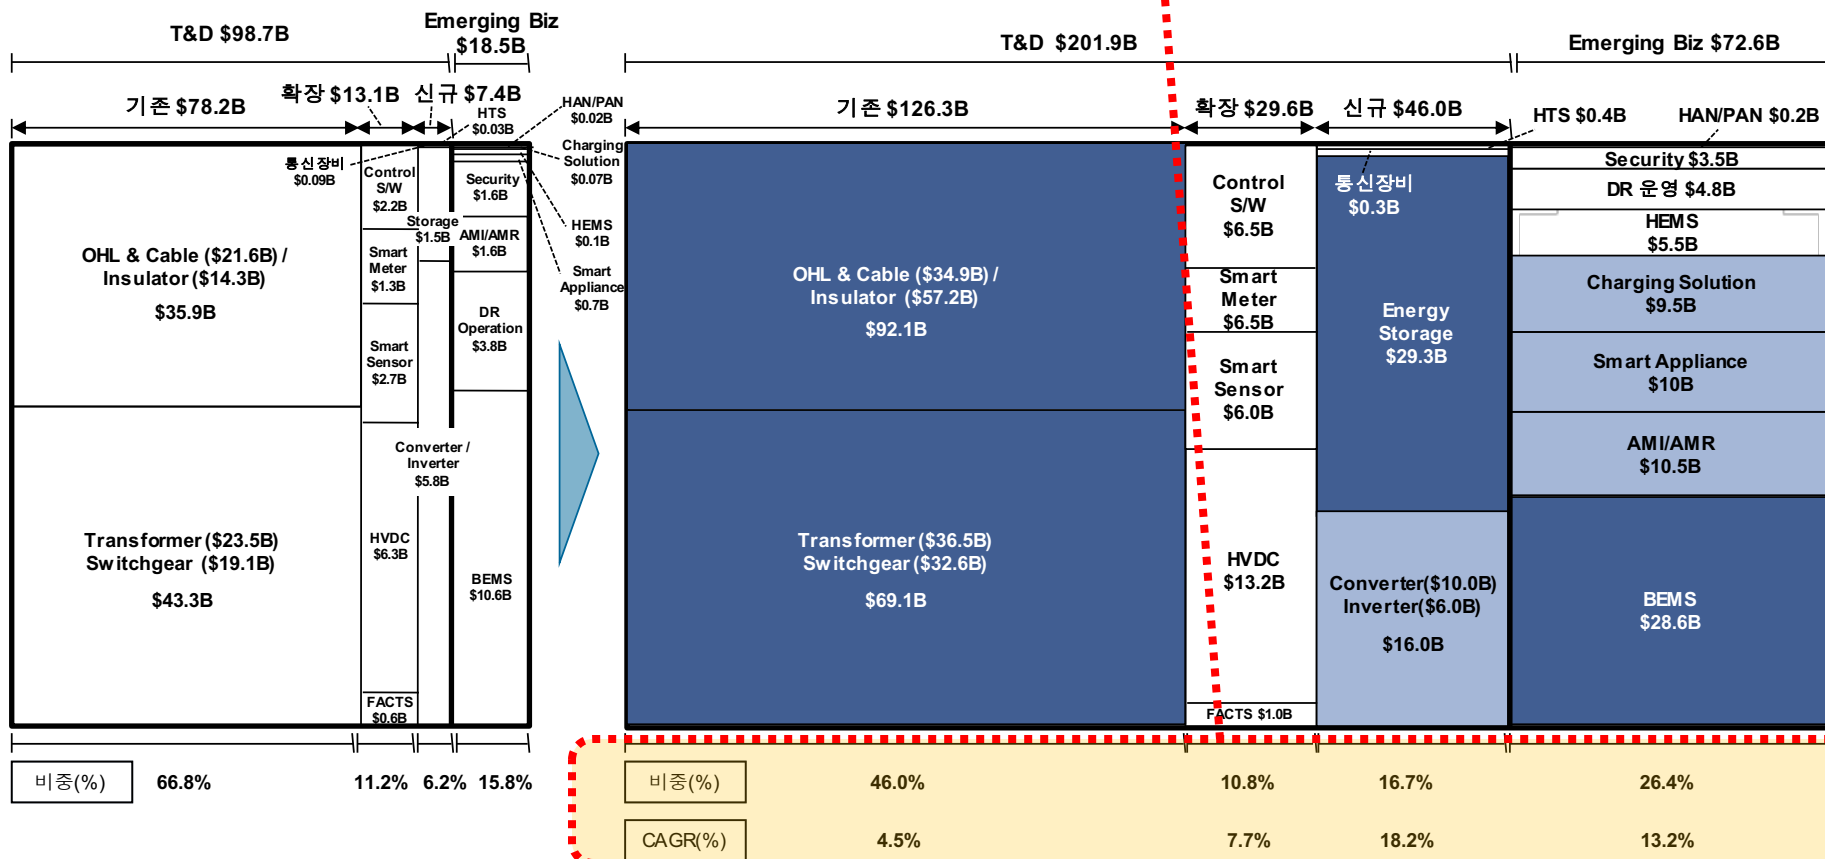 T&D $98.7B
Emerging Biz
$18.5B
기존 $78.2B
확장 $13.1B
신규 $7.4B
HTS
$0.03B
HAN/PAN
$0.02B
Charging
Solution
$0.07B
HEMS
$0.1B
Smart
Appliance
$0.7B
통신장비
$0.09B
OHL & Cable ($21.6B) /
Insulator ($14.3B)
$35.9B
Transformer ($23.5B)
Switchgear ($19.1B)
$43.3B
Control
S/W
$2.2B
Smart
Meter
$1.3B
Smart
Sensor
$2.7B
HVDC
$6.3B
FACTS
$0.6B
Storage
$1.5B
Converter /
Inverter
$5.8B
Security
$1.6B
AMI/AMR
$1.6B
DR
Operation
$3.8B
BEMS
$10.6B
비중(%)
66.8%
11.2%
6.2%
15.8%
T&D $201.9B
Emerging Biz $72.6B
기존 $126.3B
확장 $29.6B
신규 $46.0B
HTS $0.4B
HAN/PAN $0.2B
OHL & Cable ($34.9B) /
Insulator ($57.2B)
$92.1B
Transformer ($36.5B)
Switchgear ($32.6B)
$69.1B
Control
S/W
$6.5B
Smart
Meter
$6.5B
Smart
Sensor
$6.0B
HVDC
$13.2B
FACTS $1.0B
통신장비
$0.3B
Energy
Storage
$29.3B
Converter($10.0B)
Inverter($6.0B)
$16.0B
Security $3.5B
DR 운영 $4.8B
HEMS
$5.5B
Charging Solution
$9.5B
Smart Appliance
$10B
AMI/AMR
$10.5B
BEMS
$28.6B
비중(%)
46.0%
10.8%
16.7%
26.4%
CAGR(%)
4.5%
7.7%
18.2%
13.2%